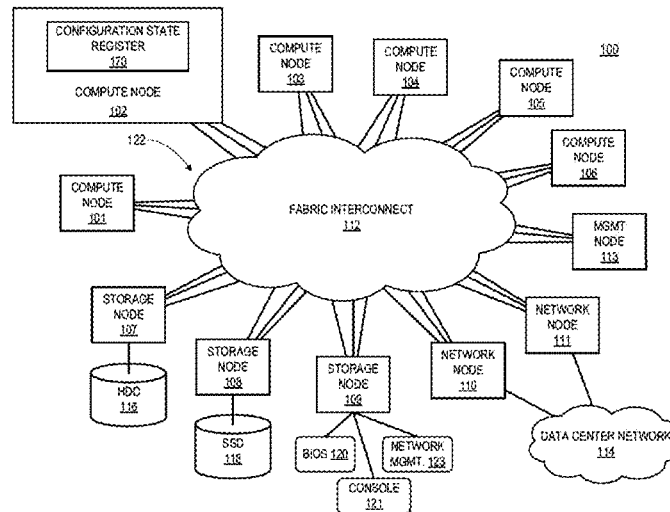 CONFIGURATION STATE
REGISTER
170
COMPUTE NODE
102
COMPUTE
NODE
103
COMPUTE
NODE
104
COMPUTE
NODE
105
100
122
COMPUTE
NODE
106
COMPUTE
NODE
101
FABRIC INTERCONNECT
112
MGMT
NODE
113
STORAGE
NODE
107
STORAGE
NODE
108
STORAGE
NODE
109
NETWORK
NODE
110
NETWORK
NODE
111
HDC
116
SSD
118
BIOS 120
NETWORK
MGMT. 123
CONSOLE
121
DATA CENTER NETWORK
114